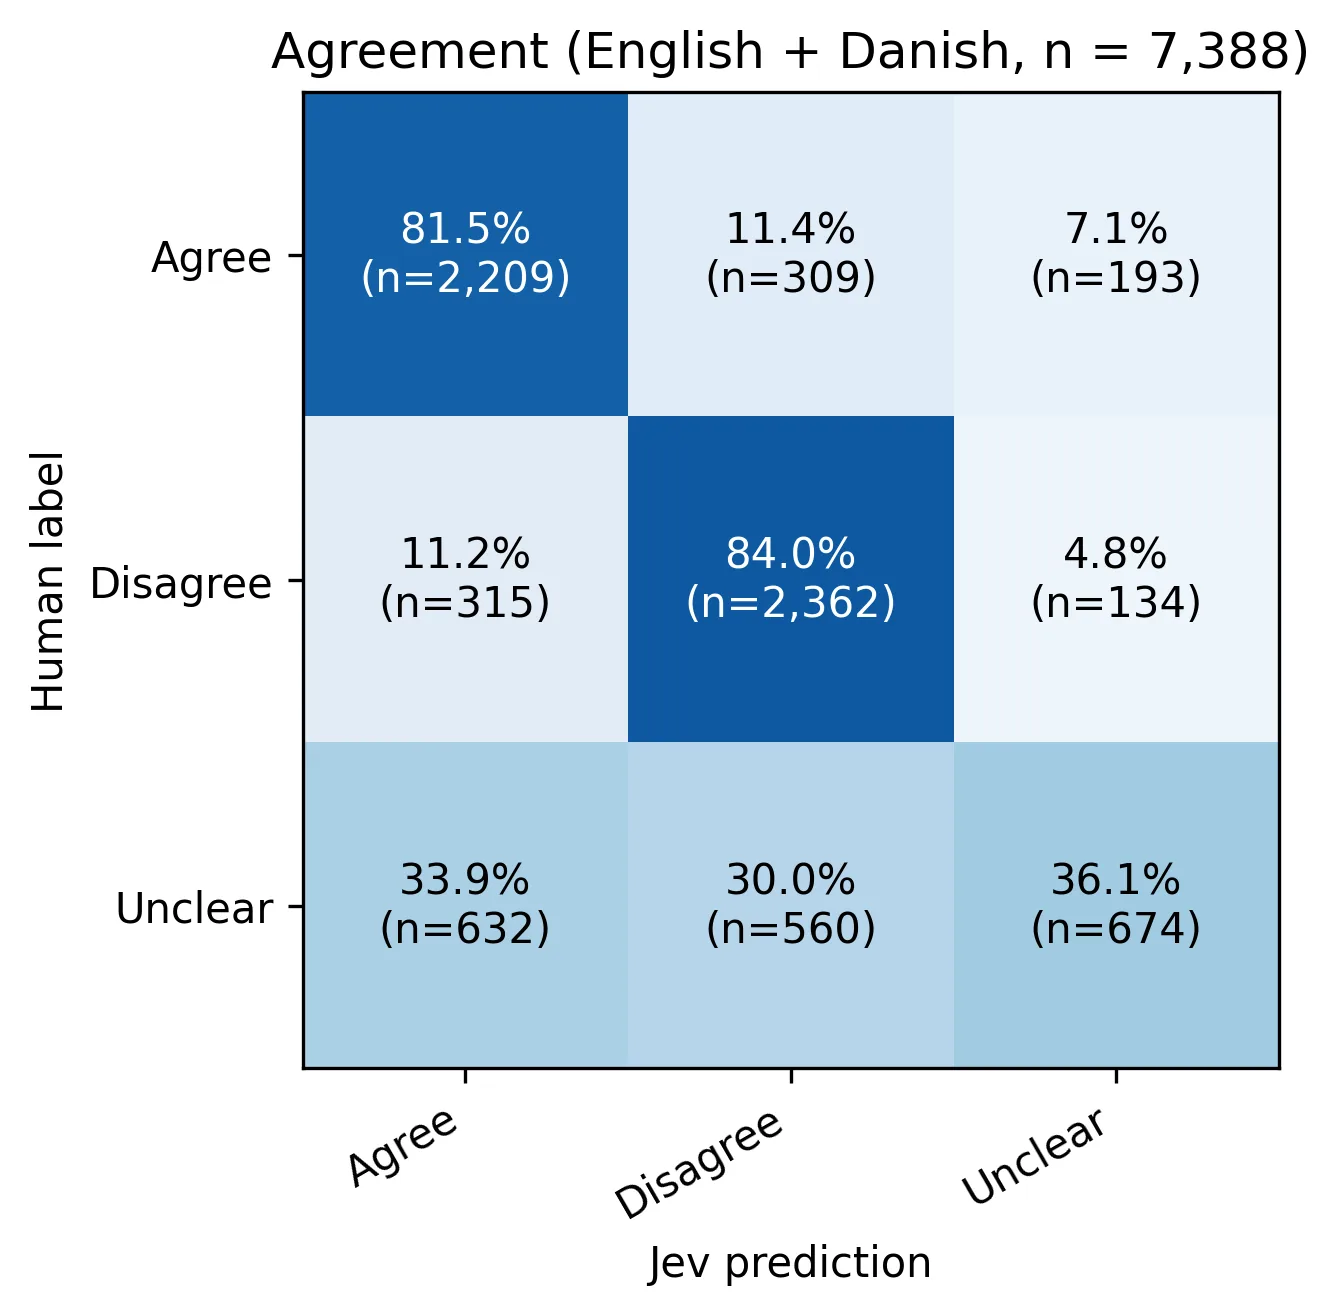 Agreement (English + Danish, n = 7,388)
Human label
Agree
81.5%
(n=2,209)
11.4%
(n=309)
7.1%
(n=193)
Disagree
11.2%
(n=315)
84.0%
(n=2,362)
4.8%
(n=134)
Unclear
33.9%
(n=632)
30.0%
(n=560)
36.1%
(n=674)
Agree
Disagree
Unclear
Jev prediction